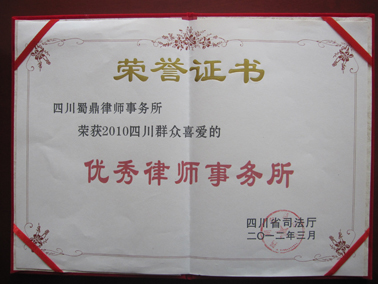 荣誉证书
四川蜀鼎律师事务所
荣获2010四川群众喜爱的
优秀律师事务所
四川省司法厅
二〇一二年三月